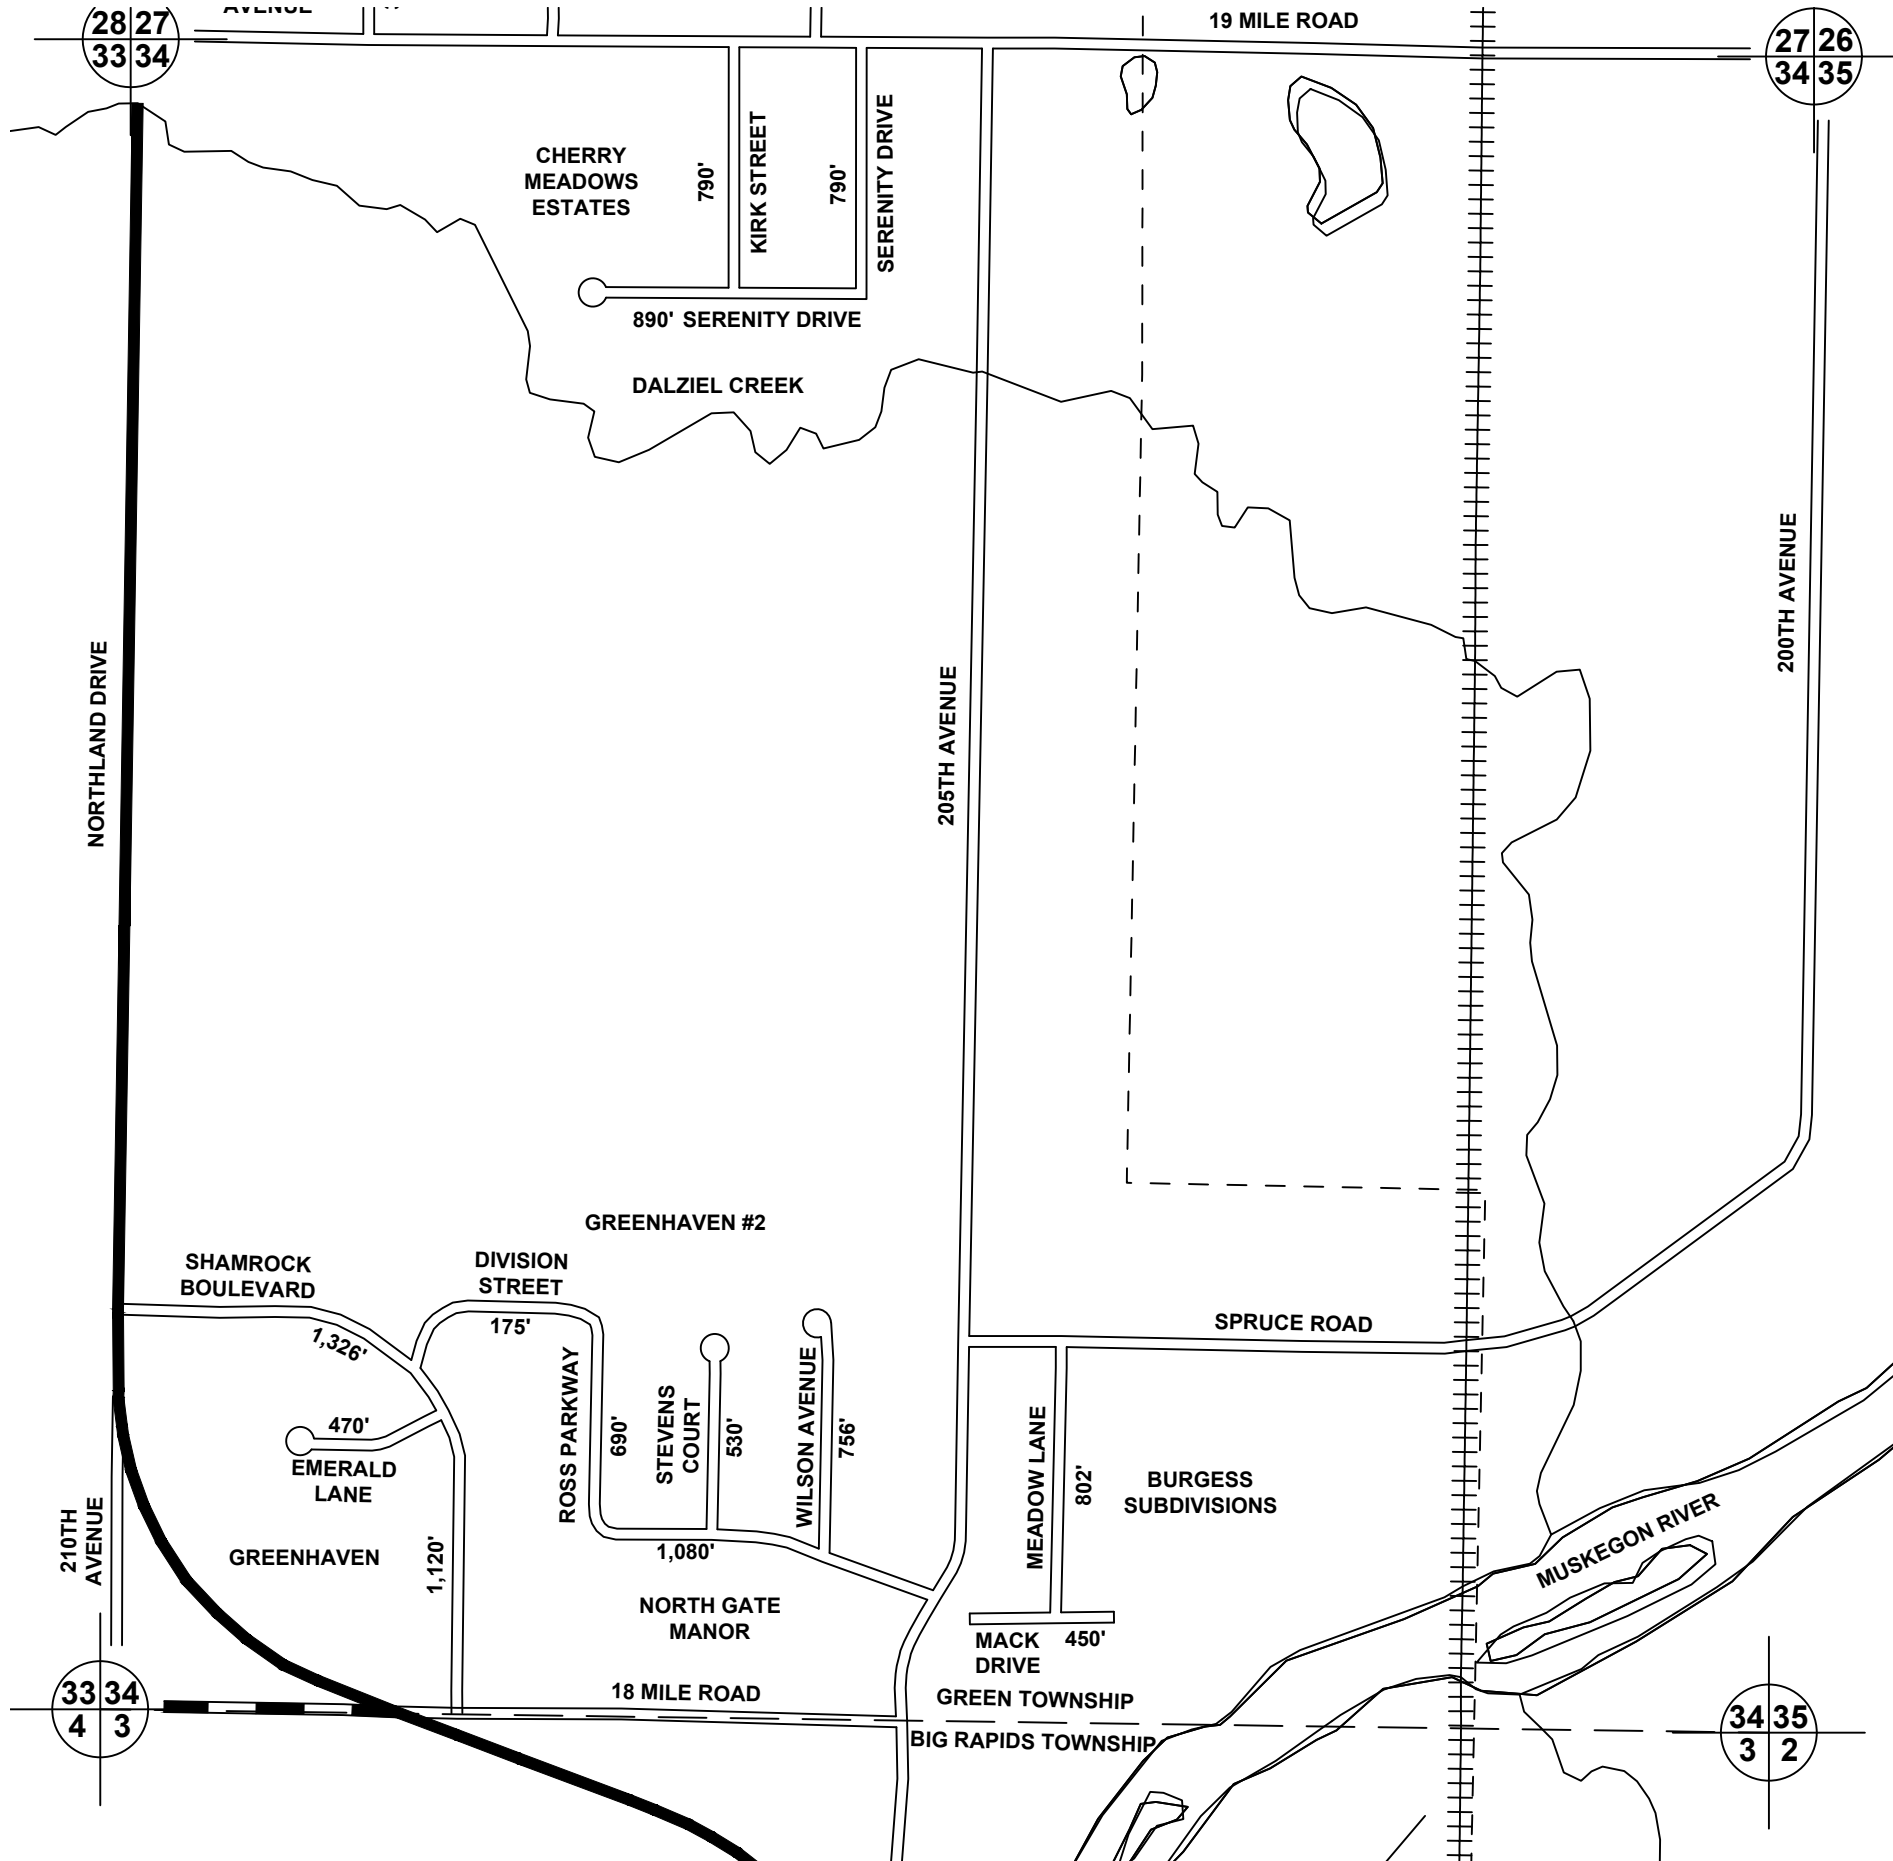 AVENUE
28 27
33 34
19 MILE ROAD
27 26
34 35
CHERRY
MEADOWS
ESTATES
790'
KIRK STREET
790'
SERENITY DRIVE
890' SERENITY DRIVE
DALZIEL CREEK
NORTHLAND DRIVE
205TH AVENUE
200TH AVENUE
GREENHAVEN #2
SHAMROCK
BOULEVARD
1,326'
DIVISION
STREET
175'
SPRUCE ROAD
470'
EMERALD
LANE
ROSS PARKWAY
690'
STEVENS
COURT
530'
WILSON AVENUE
756'
MEADOW LANE
802'
BURGESS
SUBDIVISIONS
210TH
AVENUE
GREENHAVEN
1,120'
1,080'
NORTH GATE
MANOR
MACK
DRIVE
450'
MUSKEGON RIVER
33 34
4 3
18 MILE ROAD
GREEN TOWNSHIP
BIG RAPIDS TOWNSHIP
34 35
3 2